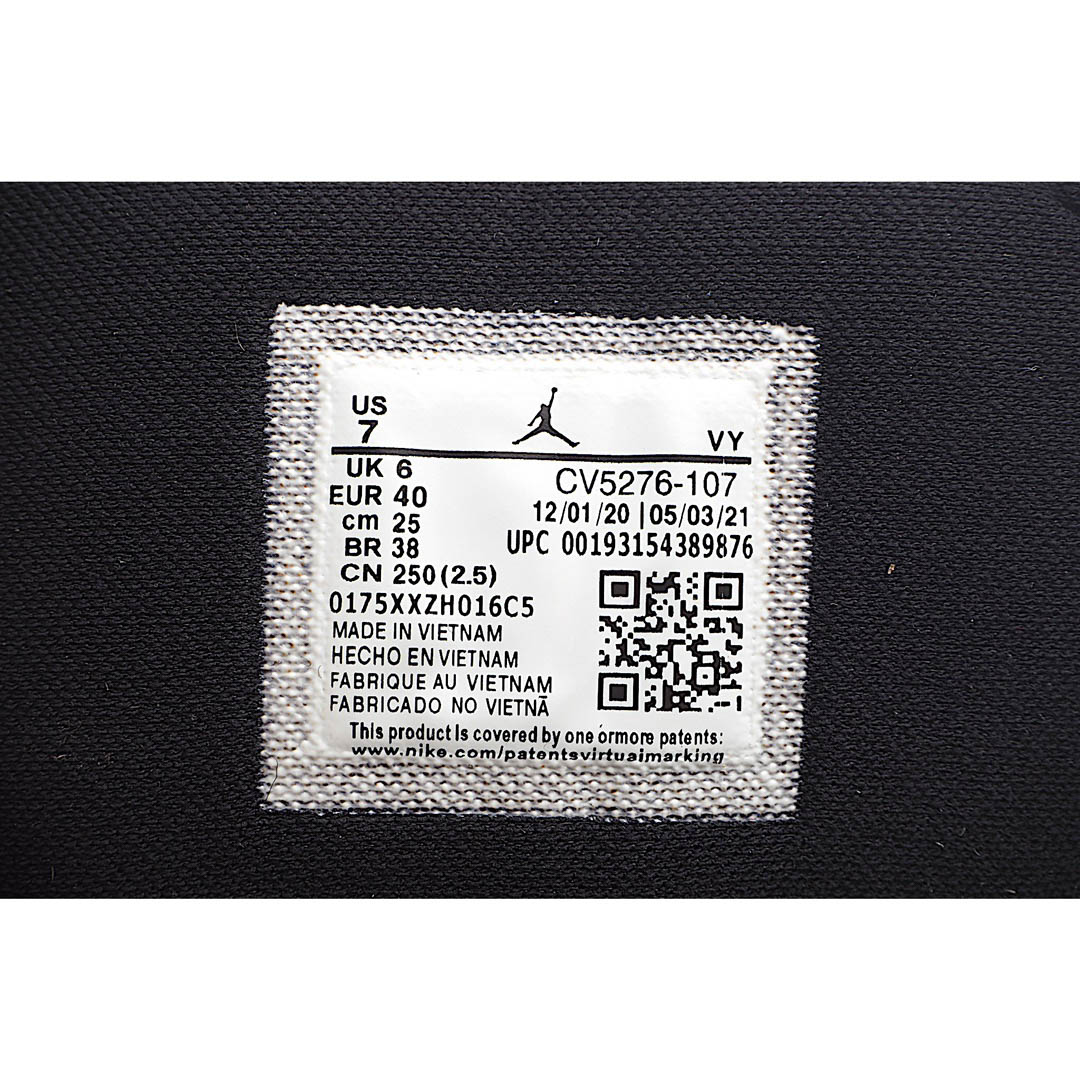 US
7
VY
UK 6
EUR 40
cm 25
BR 38
CN 250(2.5)
CV5276-107
12/01/20 | 05/03/21
UPC 00193154389876
0175XXZH016C5
MADE IN VIETNAM
HECHO EN VIETNAM
FABRIQUE AU VIETNAM
FABRICADO NO VIETNÃ
This product is covered by one ormore patents:
www.nike.com/patentsvirtuaimarking